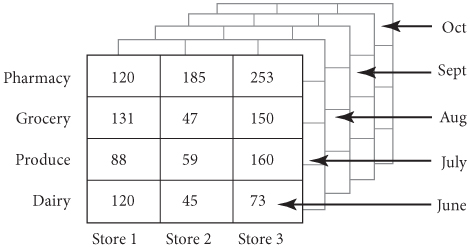 Oct
Pharmacy 120 185 253 Sept
Grocery 131 47 150 Aug
Produce 88 59 160 July
Dairy 120 45 73 June
Store 1 Store 2 Store 3